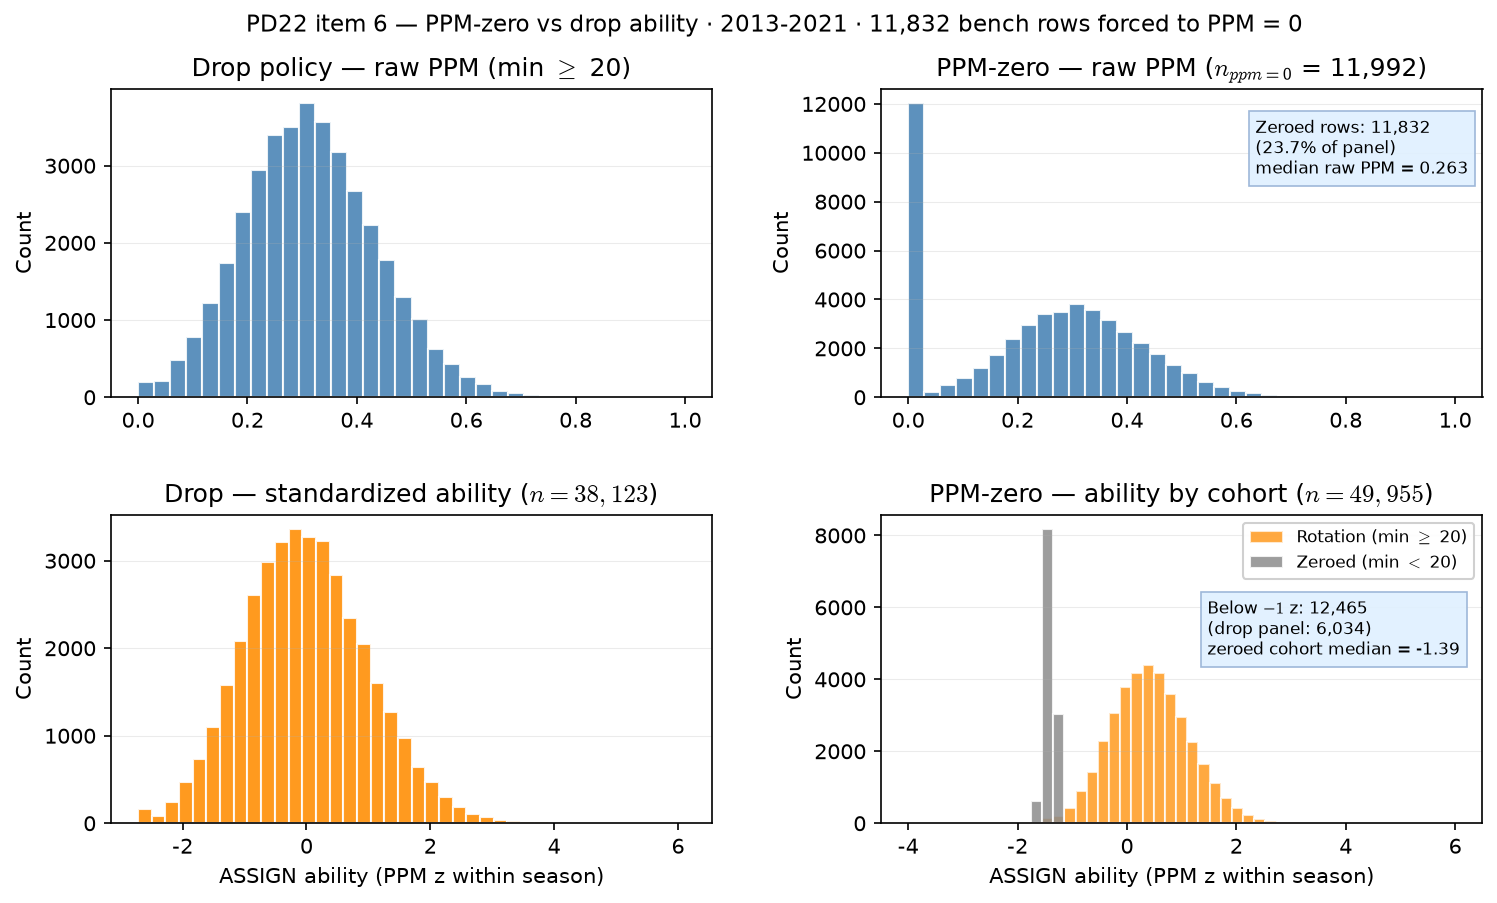 PD22 item 6 — PPM-zero vs drop ability · 2013-2021 · 11,832 bench rows forced to PPM = 0
Drop policy — raw PPM (min ≥ 20)
Count
3000
2000
1000
0
0.0 0.2 0.4 0.6 0.8 1.0
PPM-zero — raw PPM (n_{ppm=0} = 11,992)
Count
12000
10000
8000
6000
4000
2000
0
Zeroed rows: 11,832
(23.7% of panel)
median raw PPM = 0.263
0.0 0.2 0.4 0.6 0.8 1.0
Drop — standardized ability (n = 38,123)
Count
3000
2000
1000
0
-2 0 2 4 6
ASSIGN ability (PPM z within season)
PPM-zero — ability by cohort (n = 49,955)
Count
8000
6000
4000
2000
0
Rotation (min ≥ 20)
Zeroed (min < 20)
Below −1 z: 12,465
(drop panel: 6,034)
zeroed cohort median = -1.39
-4 -2 0 2 4 6
ASSIGN ability (PPM z within season)